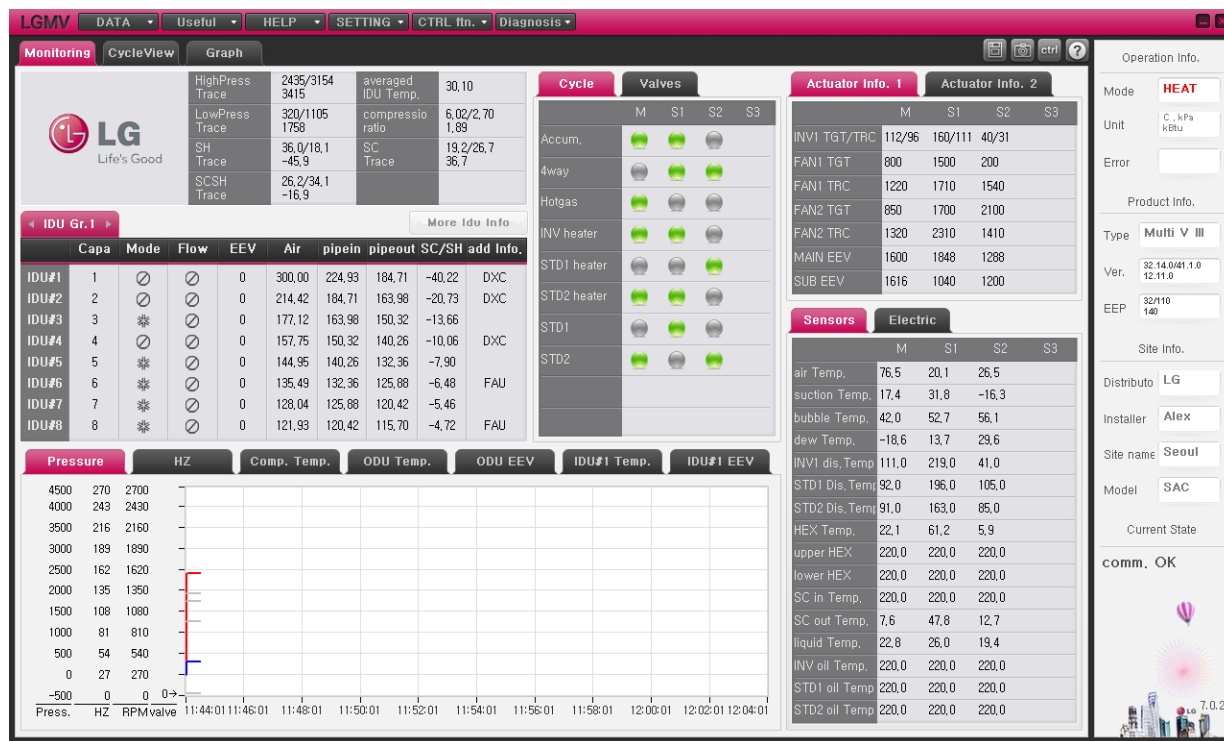 LGMV DATA Useful HELP SETTING CTRL ftn. Diagnosis
Monitoring CycleView Graph ctrl ?
LG
Life's Good
HighPress Trace 2435/3154 3415 averaged IDU Temp, 30,10
LowPress Trace 320/1105 1758 compressio ratio 6,02/2,70 1,89
SH Trace 36,0/18,1 -45,9 SC Trace 19,2/26,7 36,7
SCSH Trace 26,2/34,1 -16,9
IDU Gr.1 More Idu Info
Capa Mode Flow EEV Air pipein pipeout SC/SH add Info.
IDU#1 1 0 300,00 224,93 184,71 -40,22 DXC
IDU#2 2 0 214,42 184,71 163,98 -20,73 DXC
IDU#3 3 0 177,12 163,98 150,32 -13,66
IDU#4 4 0 157,75 150,32 140,26 -10,06 DXC
IDU#5 5 0 144,95 140,26 132,36 -7,90
IDU#6 6 0 135,49 132,36 125,88 -6,48 FAU
IDU#7 7 0 128,04 125,88 120,42 -5,46
IDU#8 8 0 121,93 120,42 115,70 -4,72 FAU
Cycle Valves
M S1 S2 S3
Accum,
4way
Hotgas
INV heater
STD1 heater
STD2 heater
STD1
STD2
Actuator Info. 1 Actuator Info. 2
M S1 S2 S3
INV1 TGT/TRC 112/96 160/111 40/31
FAN1 TGT 800 1500 200
FAN1 TRC 1220 1710 1540
FAN2 TGT 850 1700 2100
FAN2 TRC 1320 2310 1410
MAIN EEV 1600 1848 1288
SUB EEV 1616 1040 1200
Sensors Electric
M S1 S2 S3
air Temp, 76,5 20,1 26,5
suction Temp, 17,4 31,8 -16,3
bubble Temp, 42,0 52,7 56,1
dew Temp, -18,6 13,7 29,6
INV1 dis,Temp 111,0 219,0 41,0
STD1 Dis,Temp 92,0 196,0 105,0
STD2 Dis,Temp 91,0 163,0 85,0
HEX Temp, 22,1 61,2 5,9
upper HEX 220,0 220,0 220,0
lower HEX 220,0 220,0 220,0
SC in Temp, 220,0 220,0 220,0
SC out Temp, 7,6 47,8 12,7
liquid Temp, 22,8 26,0 19,4
INV oil Temp, 220,0 220,0 220,0
STD1 oil Temp 220,0 220,0 220,0
STD2 oil Temp 220,0 220,0 220,0
Pressure HZ Comp. Temp. ODU Temp. ODU EEV IDU#1 Temp. IDU#1 EEV
4500 270 2700
4000 243 2430
3500 216 2160
3000 189 1890
2500 162 1620
2000 135 1350
1500 108 1080
1000 81 810
500 54 540
0 27 270
-500 0 0 0→
Press. HZ RPM valve 11:44:01 11:46:01 11:48:01 11:50:01 11:52:01 11:54:01 11:56:01 11:58:01 12:00:01 12:02:01 12:04:01
Operation Info.
Mode HEAT
Unit C , kPa kBtu
Error
Product Info.
Type Multi V III
Ver. 32.14.0/41.1.0 12.11.0
EEP 32/110 140
Site Info.
Distributo LG
Installer Alex
Site name Seoul
Model SAC
Current State
comm, OK
LG 7.0.2